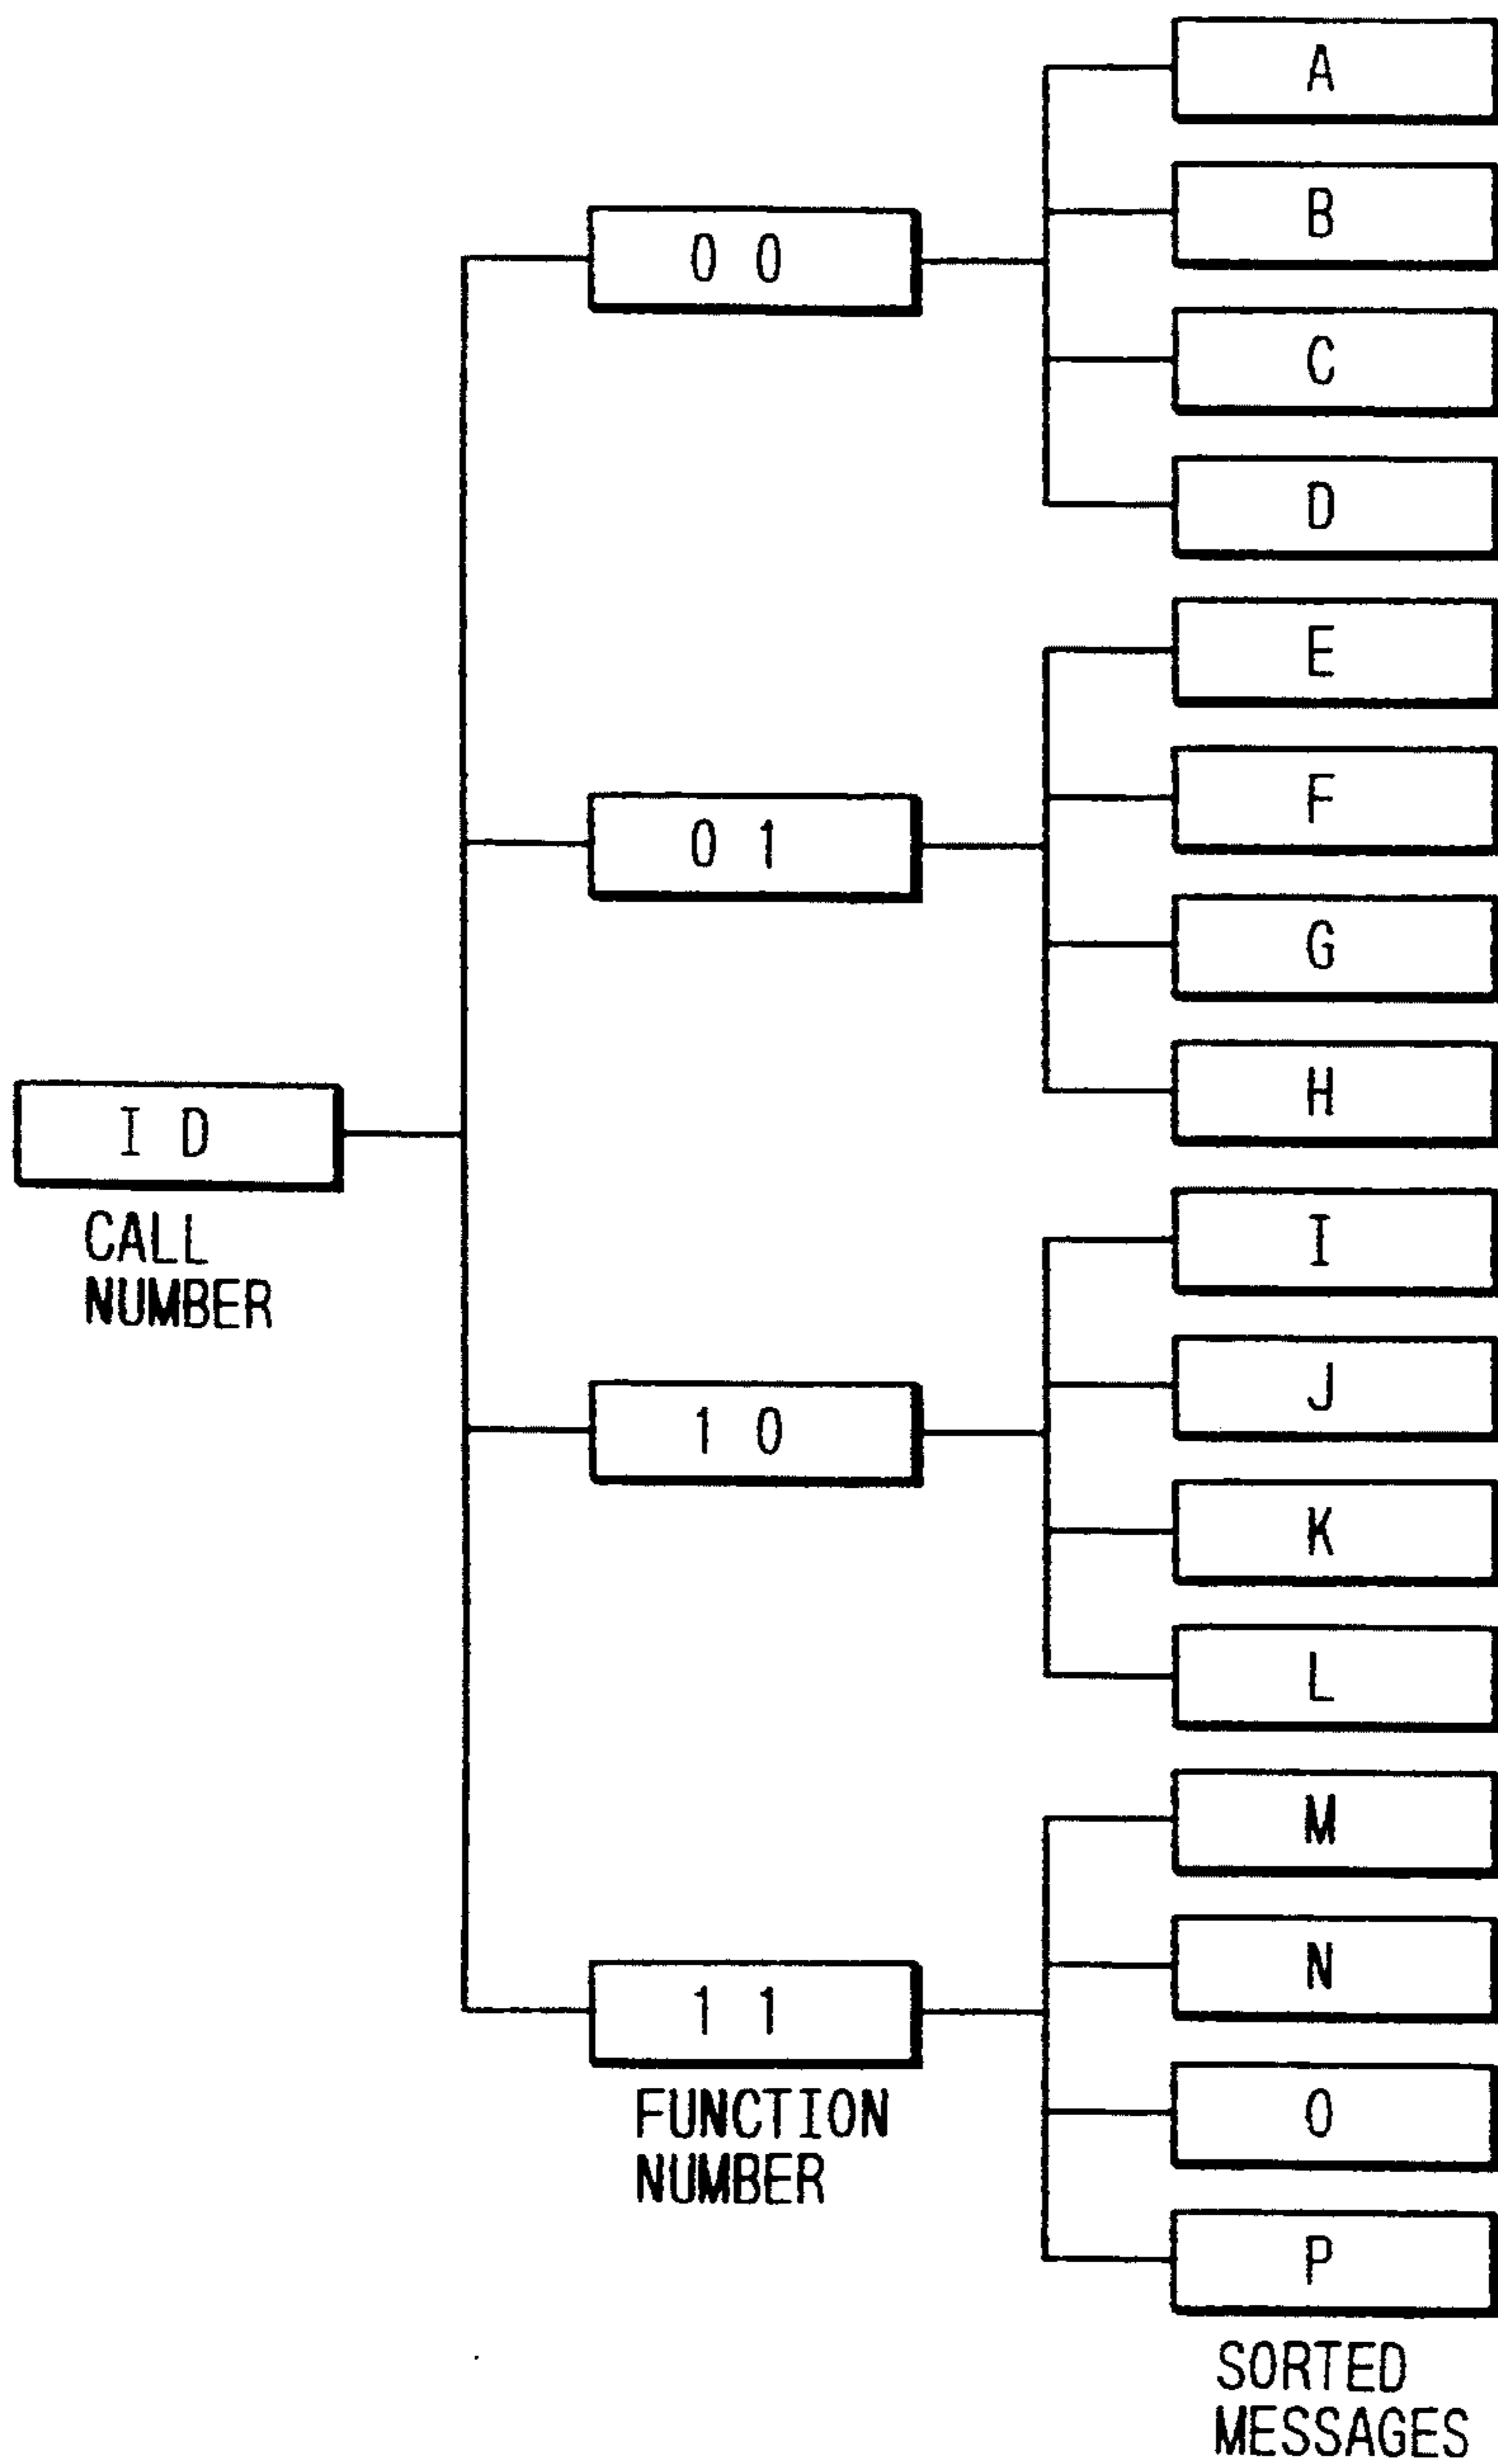 A
B
0 0
C
D
E
F
0 1
G
H
I D
CALL
NUMBER
I
J
1 0
K
L
M
N
1 1
O
P
FUNCTION
NUMBER
SORTED
MESSAGES